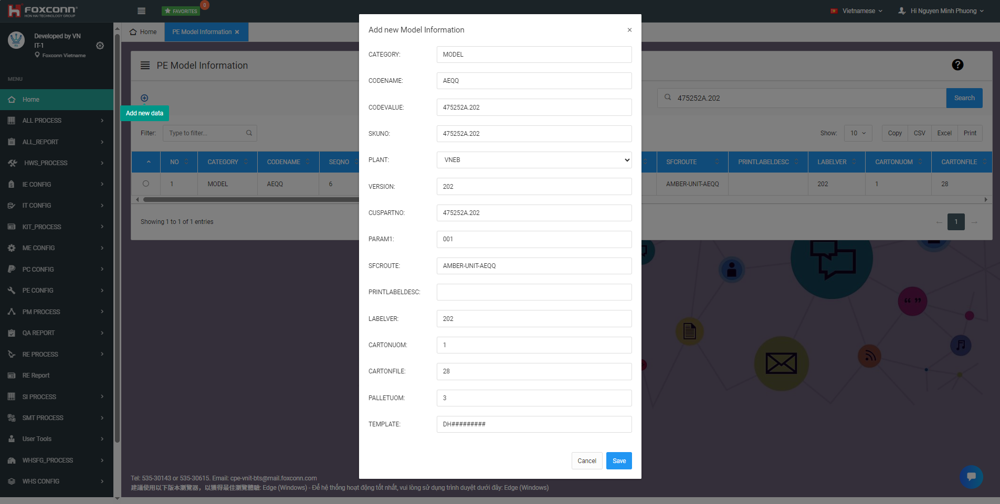 FOXCONN®
HON HAI TECHNOLOGY GROUP
FAVORITES
0
Vietnamese
Hi Nguyen Minh Phuong
Developed by VN
IT-1
Foxconn Vietname
MENU
Home
ALL PROCESS
ALL_REPORT
HWS_PROCESS
IE CONFIG
IT CONFIG
KIT_PROCESS
ME CONFIG
PC CONFIG
PE CONFIG
PM PROCESS
QA REPORT
RE PROCESS
RE Report
SI PROCESS
SMT PROCESS
User Tools
WHSFG_PROCESS
WHS CONFIG
Home
PE Model Information ×
PE Model Information
?
Add new data
475252A.202
Search
Filter:
Type to filter...
Show:
10
Copy
CSV
Excel
Print
NO CATEGORY CODENAME SEQNO SFCROUTE PRINTLABELDESC LABELVER CARTONUOM CARTONFILE
1 MODEL AEQQ 6 AMBER-UNIT-AEQQ 202 1 28
Showing 1 to 1 of 1 entries
← 1 →
Add new Model Information
×
CATEGORY: MODEL
CODENAME: AEQQ
CODEVALUE: 475252A.202
SKUNO: 475252A.202
PLANT: VNEB
VERSION: 202
CUSPARTNO: 475252A.202
PARAM1: 001
SFCROUTE: AMBER-UNIT-AEQQ
PRINTLABELDESC:
LABELVER: 202
CARTONUOM: 1
CARTONFILE: 28
PALLETUOM: 3
TEMPLATE: DH#########
Cancel
Save
Tel: 535-30143 or 535-30615. Email: cpe-vnit-bts@mail.foxconn.com
建議使用以下版本瀏覽器，以獲得最佳瀏覽體驗: Edge (Windows) - Để hệ thống hoạt động tốt nhất, vui lòng sử dụng trình duyệt dưới đây: Edge (Windows)